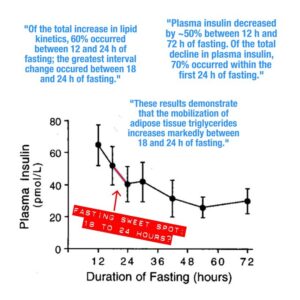 "Of the total increase in lipid
kinetics, 60% occurred
between 12 and 24 h of
fasting; the greatest interval
change occured between 18
and 24 h of fasting."
"Plasma insulin decreased
by ~50% between 12 h and
72 h of fasting. Of the total
decline in plasma insulin,
70% occurred within the
first 24 h of fasting."
"These results demonstrate
that the mobilization of
adipose tissue triglycerides
increases markedly between
18 and 24 h of fasting."
Plasma Insulin
(pmol/L)
80
60
40
20
0
FASTING SWEET SPOT:
18 TO 24 HOURS?
12 24 36 48 60 72
Duration of Fasting (hours)